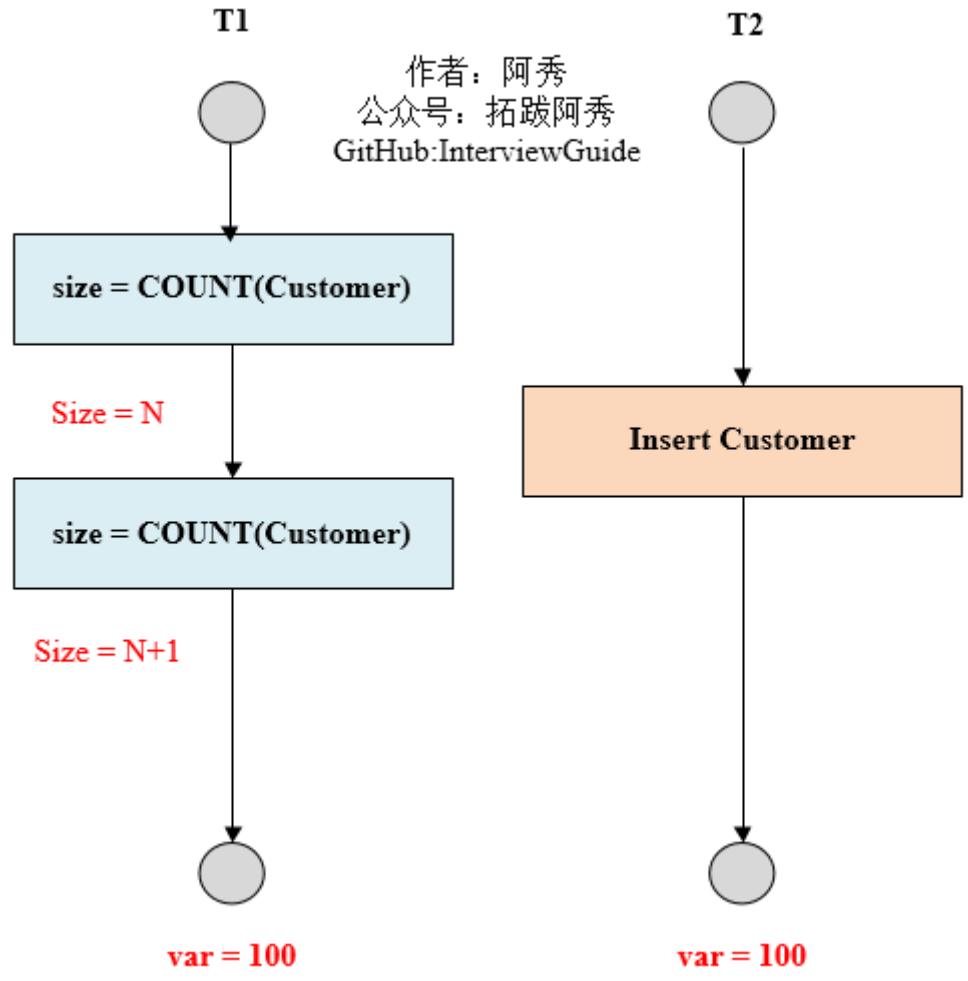 T1
T2
作者：阿秀
公众号：拓跋阿秀
GitHub:InterviewGuide
size = COUNT(Customer)
Size = N
Insert Customer
size = COUNT(Customer)
Size = N+1
var = 100
var = 100